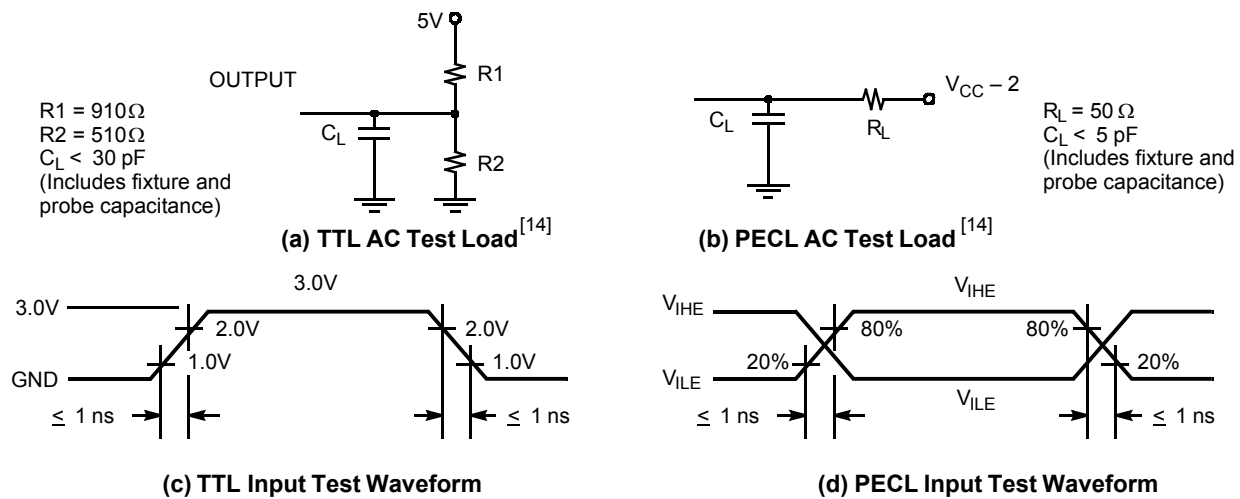 5V
OUTPUT
R1
R1 = 910Ω
R2 = 510Ω
C_L < 30 pF
(Includes fixture and
probe capacitance)
C_L
R2
(a) TTL AC Test Load[14]
V_CC – 2
C_L
R_L
R_L = 50 Ω
C_L < 5 pF
(Includes fixture and
probe capacitance)
(b) PECL AC Test Load[14]
3.0V
3.0V
2.0V
2.0V
1.0V
1.0V
GND
≤ 1 ns
≤ 1 ns
(c) TTL Input Test Waveform
V_IHE
V_IHE
80%
80%
20%
20%
V_ILE
V_ILE
≤ 1 ns
≤ 1 ns
(d) PECL Input Test Waveform